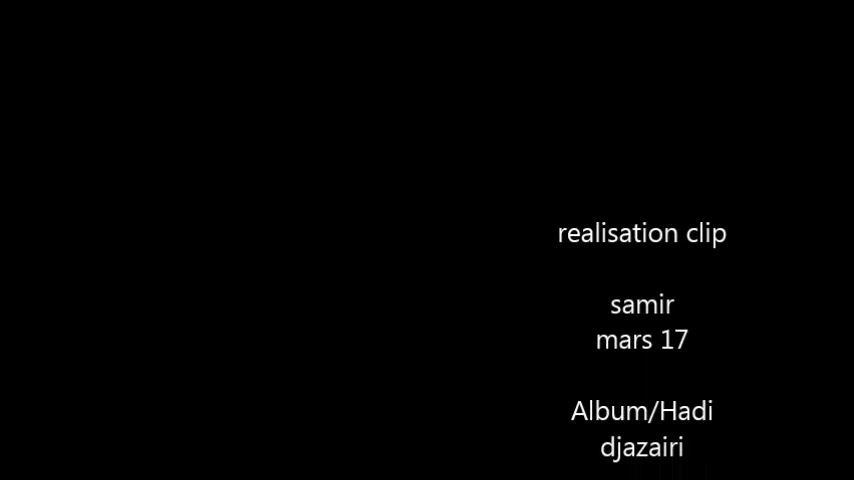 realisation clip
samir
mars 17
Album/Hadi
djazairi